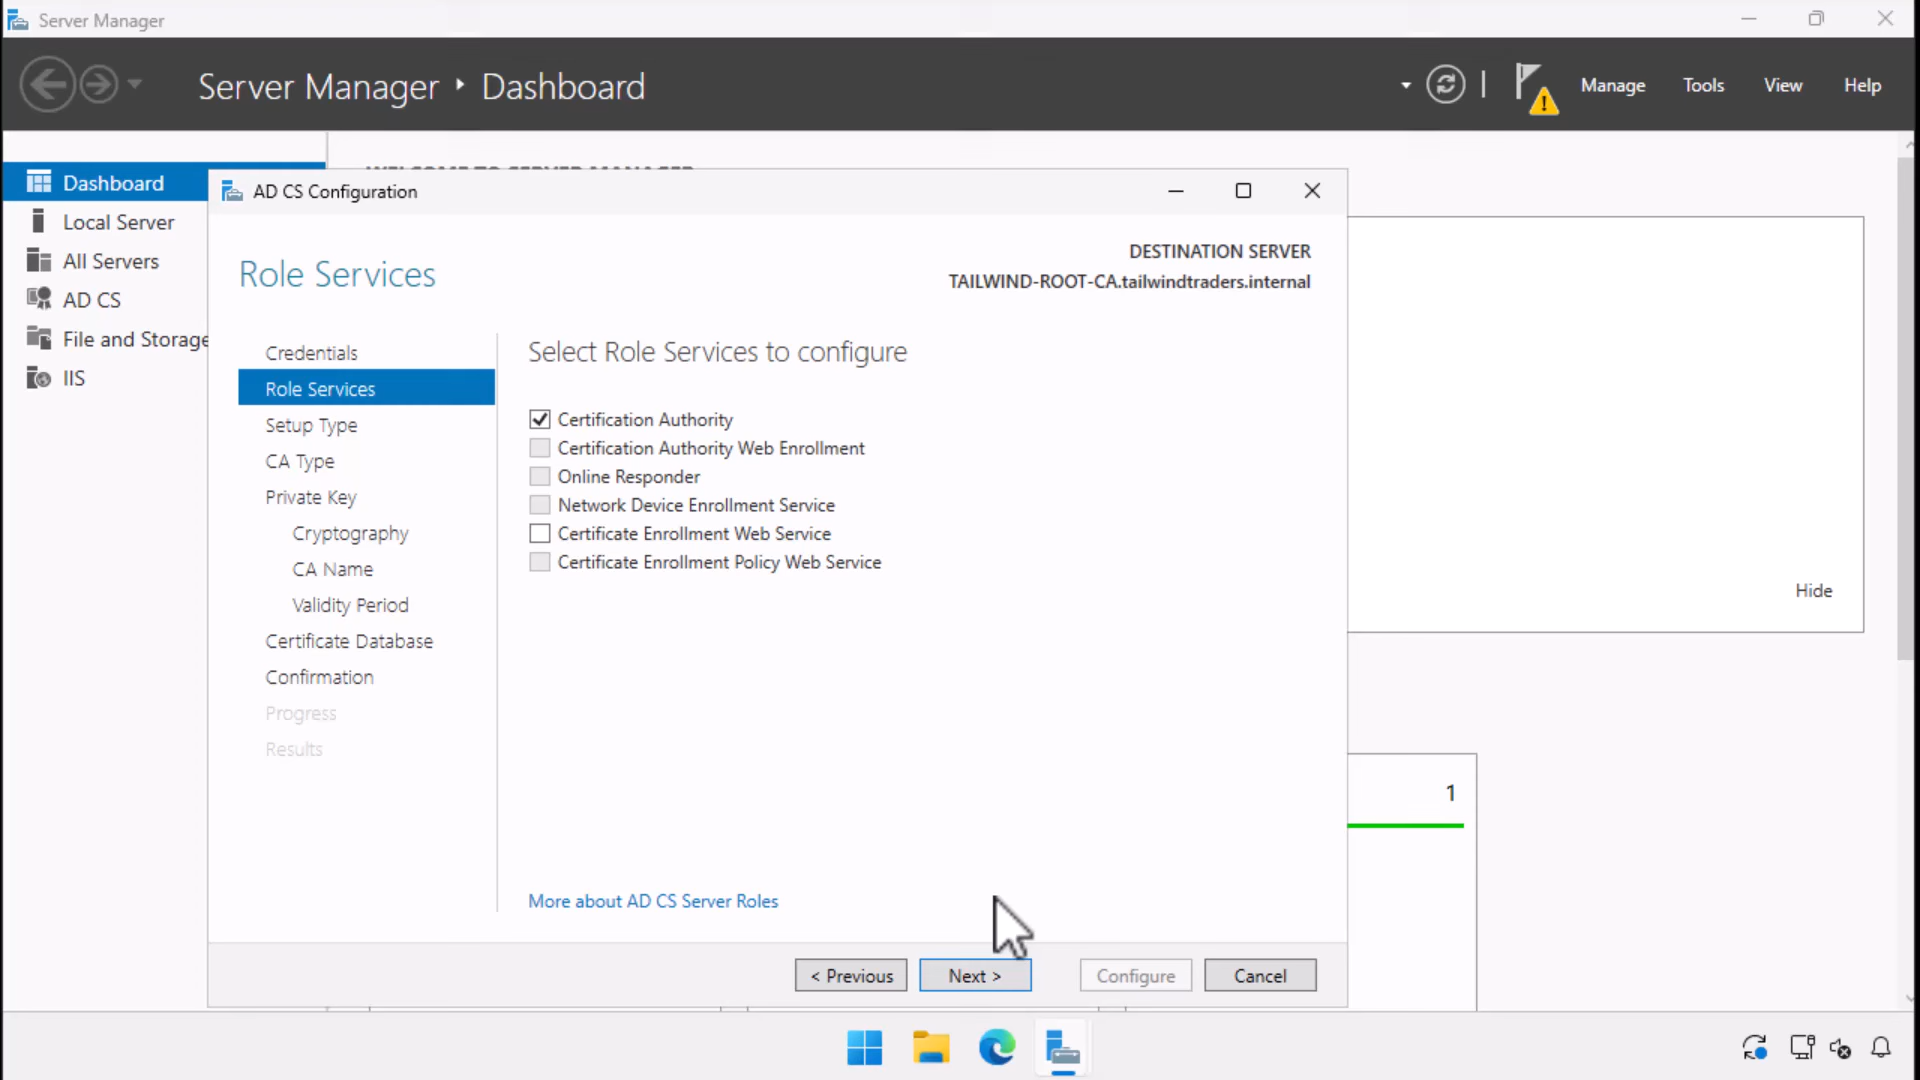 Server Manager
Server Manager ‣ Dashboard
Manage
Tools
View
Help
Dashboard
Local Server
All Servers
AD CS
File and Storage
IIS
AD CS Configuration
Role Services
DESTINATION SERVER
TAILWIND-ROOT-CA.tailwindtraders.internal
Credentials
Role Services
Setup Type
CA Type
Private Key
Cryptography
CA Name
Validity Period
Certificate Database
Confirmation
Progress
Results
Select Role Services to configure
Certification Authority
Certification Authority Web Enrollment
Online Responder
Network Device Enrollment Service
Certificate Enrollment Web Service
Certificate Enrollment Policy Web Service
More about AD CS Server Roles
< Previous
Next >
Configure
Cancel
Hide
1